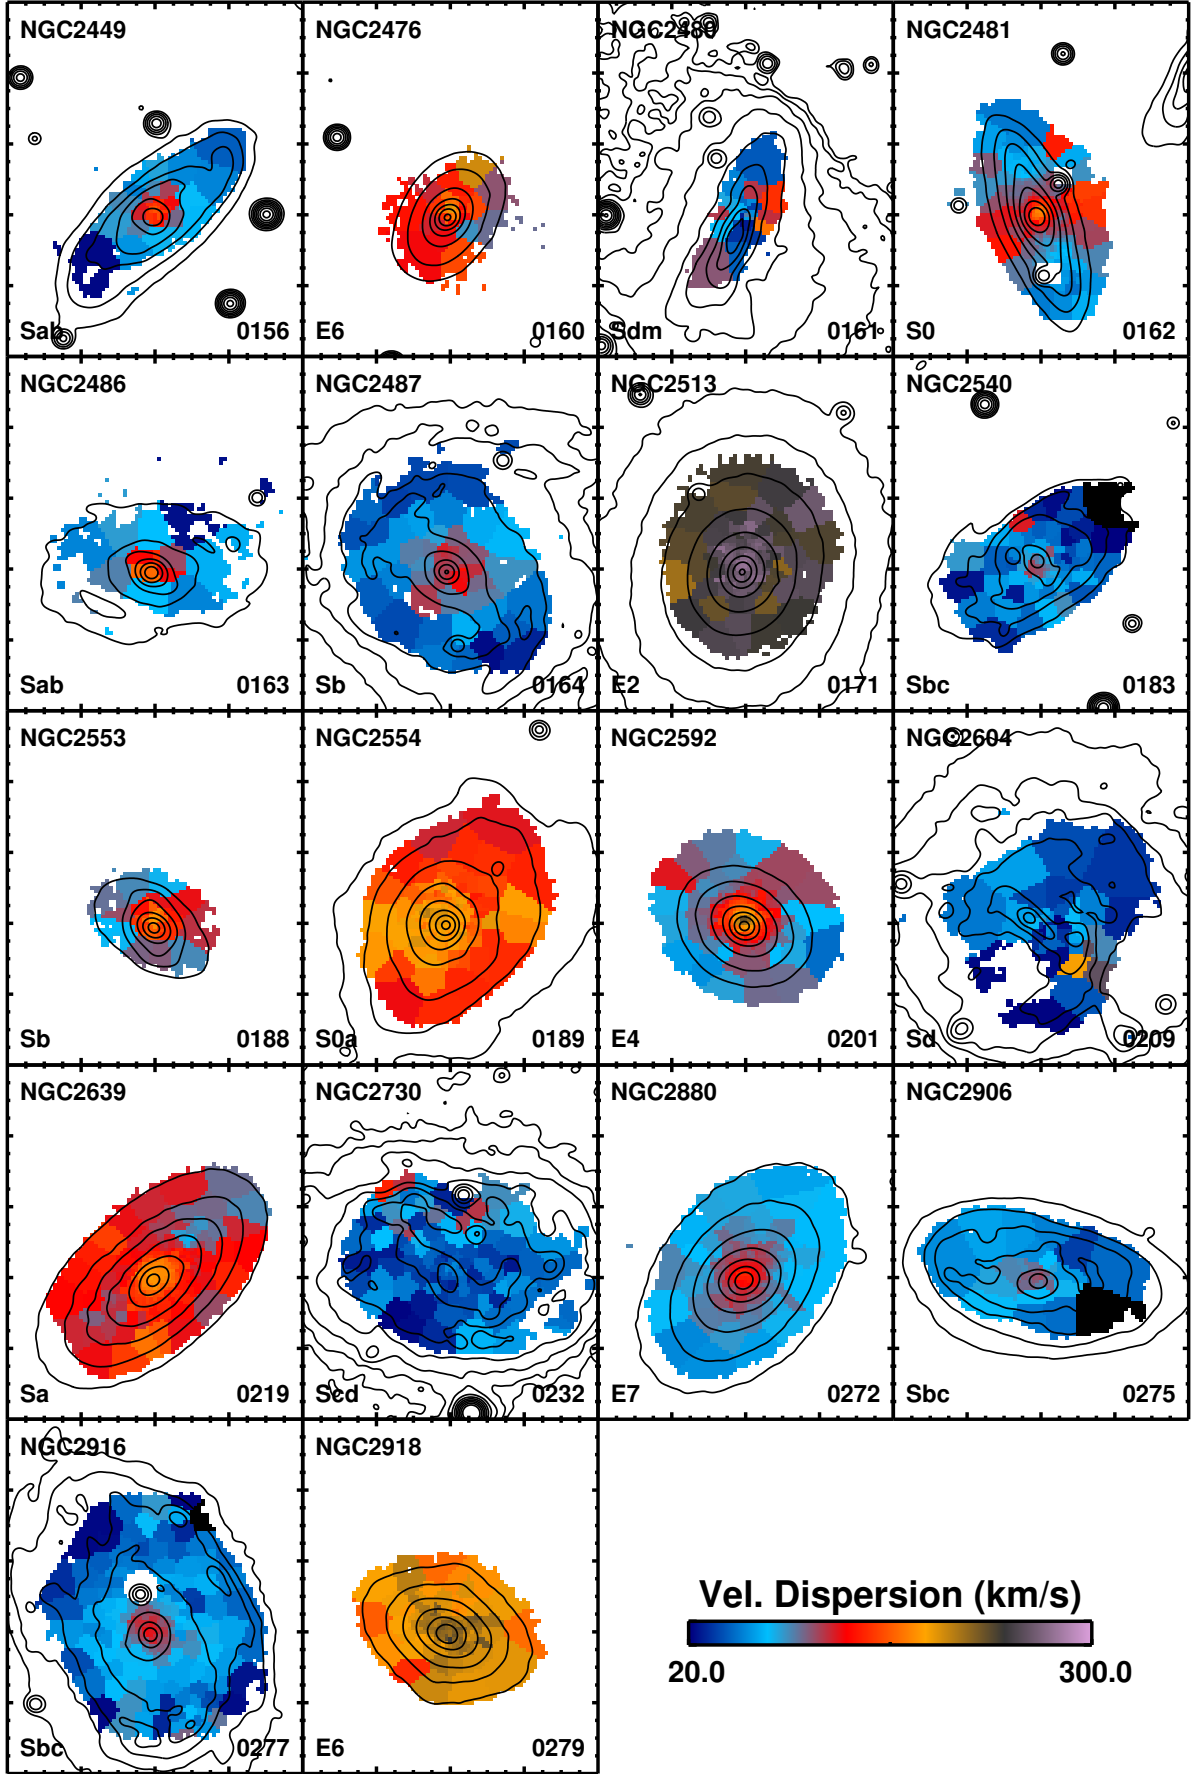 NGC2449 NGC2476 NGC2480 NGC2481
Sab 0156 E6 0160 Sdm 0161 S0 0162
NGC2486 NGC2487 NGC2513 NGC2540
Sab 0163 Sb 0164 E2 0171 Sbc 0183
NGC2553 NGC2554 NGC2592 NGC2604
Sb 0188 S0a 0189 E4 0201 Sd 0209
NGC2639 NGC2730 NGC2880 NGC2906
Sa 0219 Scd 0232 E7 0272 Sbc 0275
NGC2916 NGC2918
Sbc 0277 E6 0279
Vel. Dispersion (km/s)
20.0 300.0